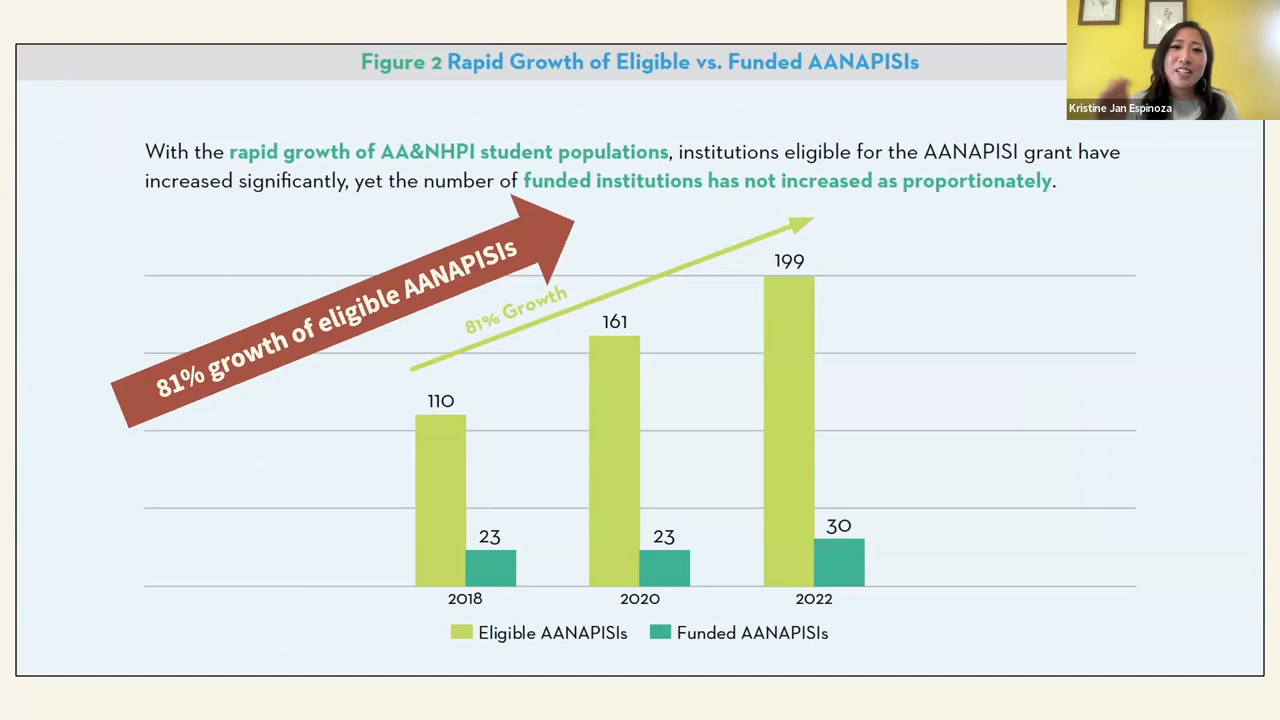 Figure 2 Rapid Growth of Eligible vs. Funded AANAPISIs
Kristine Jan Espinoza
With the rapid growth of AA&NHPI student populations, institutions eligible for the AANAPISI grant have
increased significantly, yet the number of funded institutions has not increased as proportionately.
81% growth of eligible AANAPISIs
81% Growth
199
161
110
30
23
23
2018
2020
2022
Eligible AANAPISIs
Funded AANAPISIs